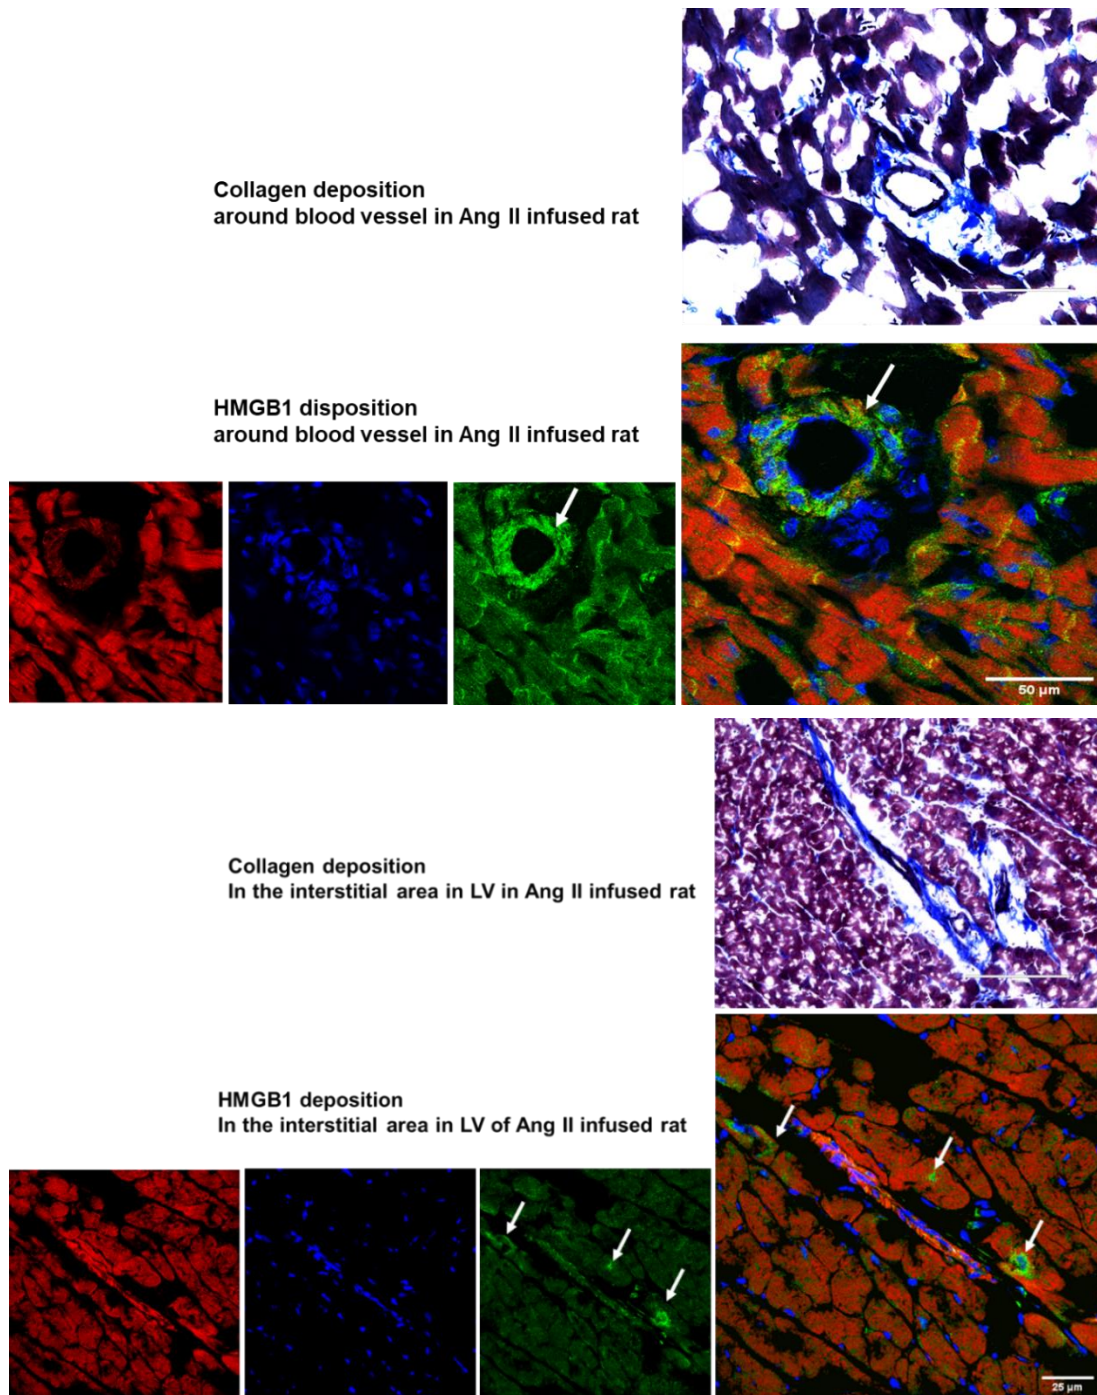 Collagen deposition
around blood vessel in Ang II infused rat
HMGB1 disposition
around blood vessel in Ang II infused rat
50 µm
Collagen deposition
In the interstitial area in LV in Ang II infused rat
HMGB1 deposition
In the interstitial area in LV of Ang II infused rat
25 µm